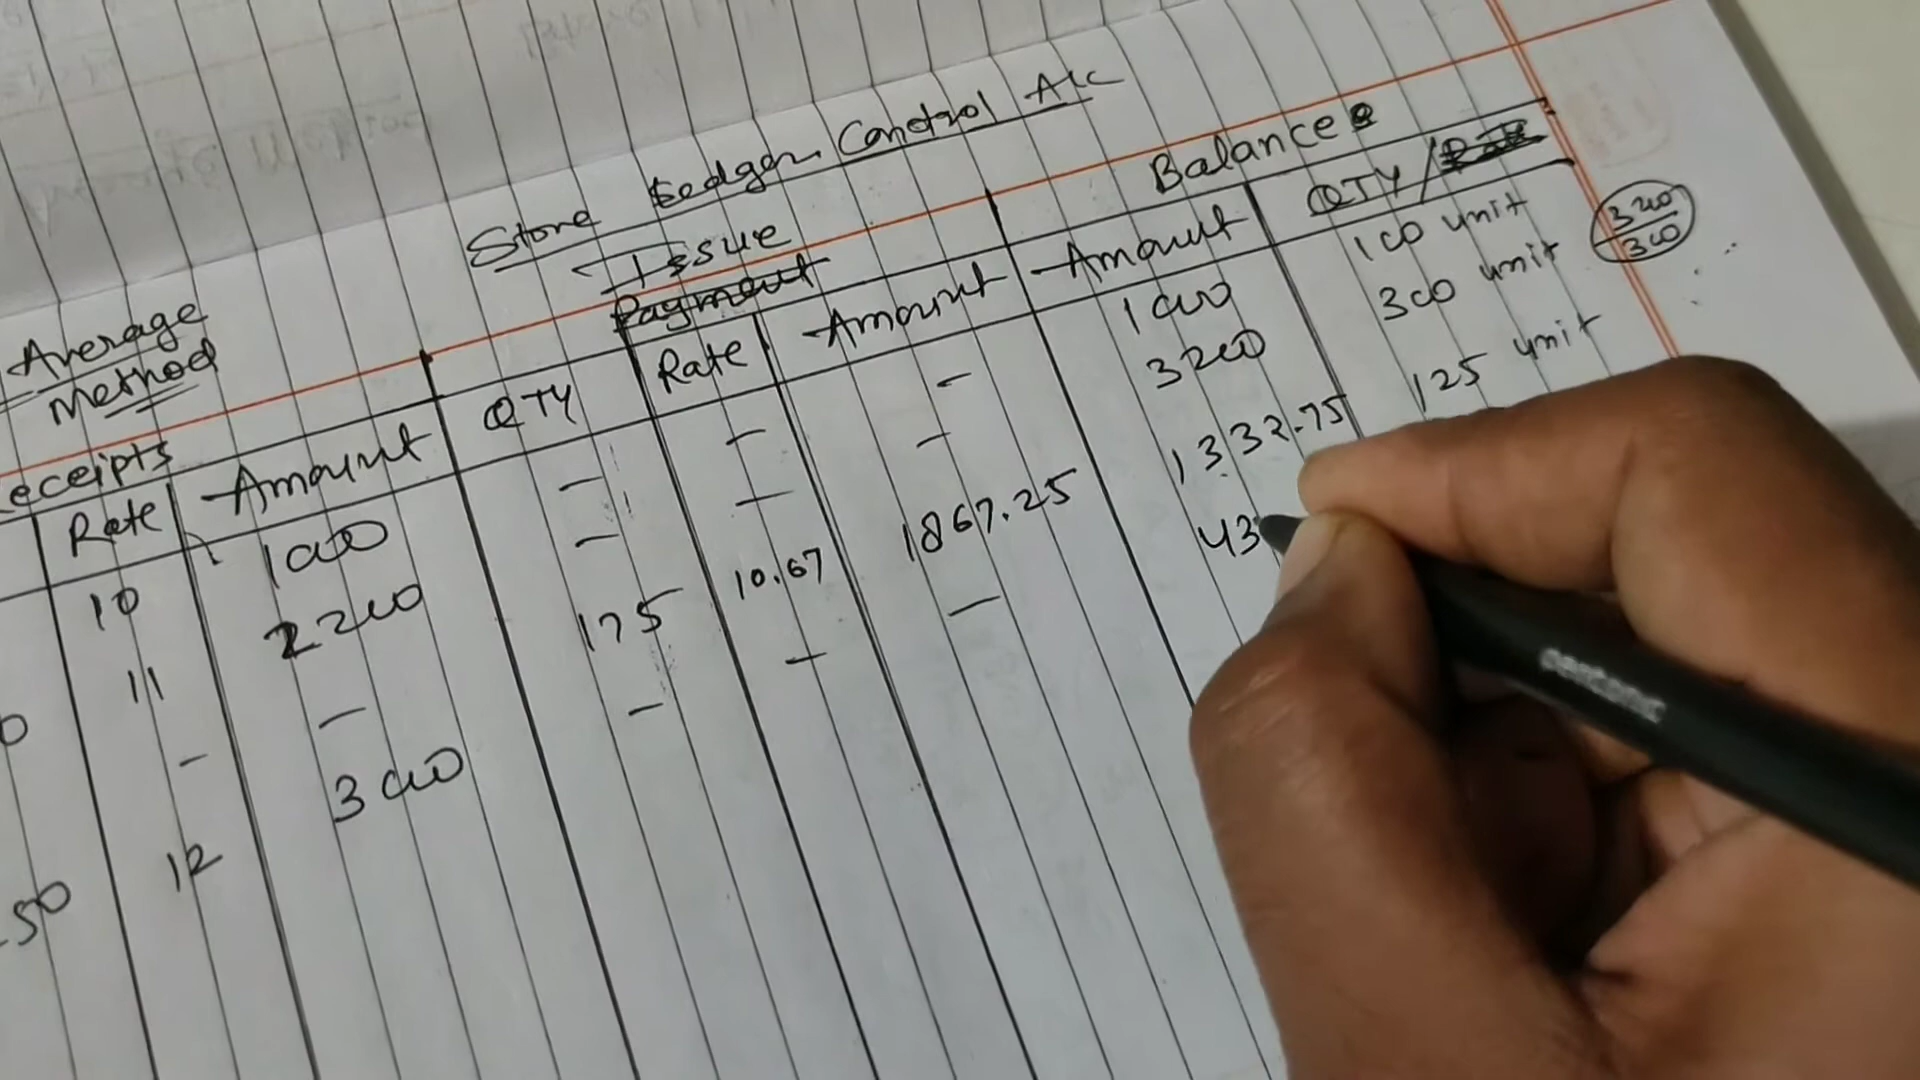 Store Ledger Control A/c
Average
Method
Issue
Payment
Balance
eceipts
Rate Amount QTY Rate Amount Amount QTY /
10 1000 - - - 1000 100 unit
0 11 2200 - - - 3200 300 unit
- - 175 10.67 1867.25 1332.75 125 unit
50 12 3000 - - - 43
3200
300